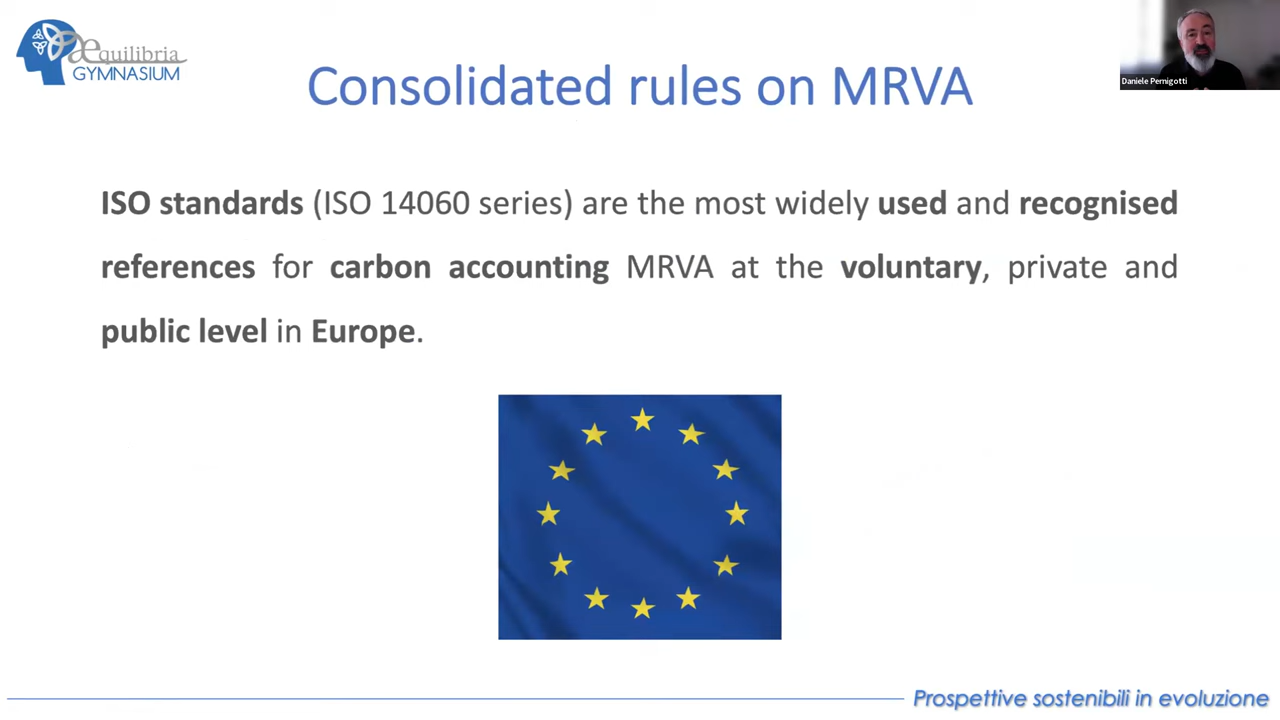 æquilibria
GYMNASIUM
Consolidated rules on MRVA
Daniele Pernigotti
ISO standards (ISO 14060 series) are the most widely used and recognised
references for carbon accounting MRVA at the voluntary, private and
public level in Europe.
Prospettive sostenibili in evoluzione